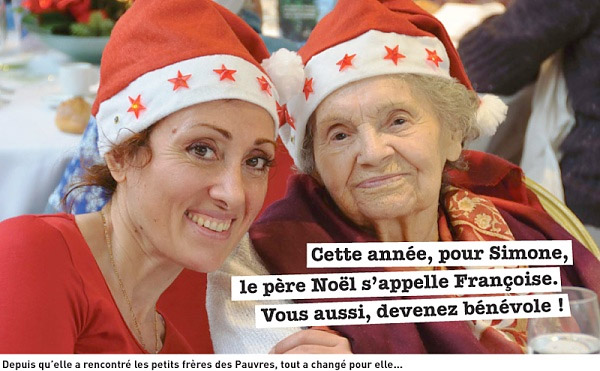 Cette année, pour Simone,
le père Noël s'appelle Françoise.
Vous aussi, devenez bénévole !
Depuis qu'elle a rencontré les petits frères des Pauvres, tout a changé pour elle...